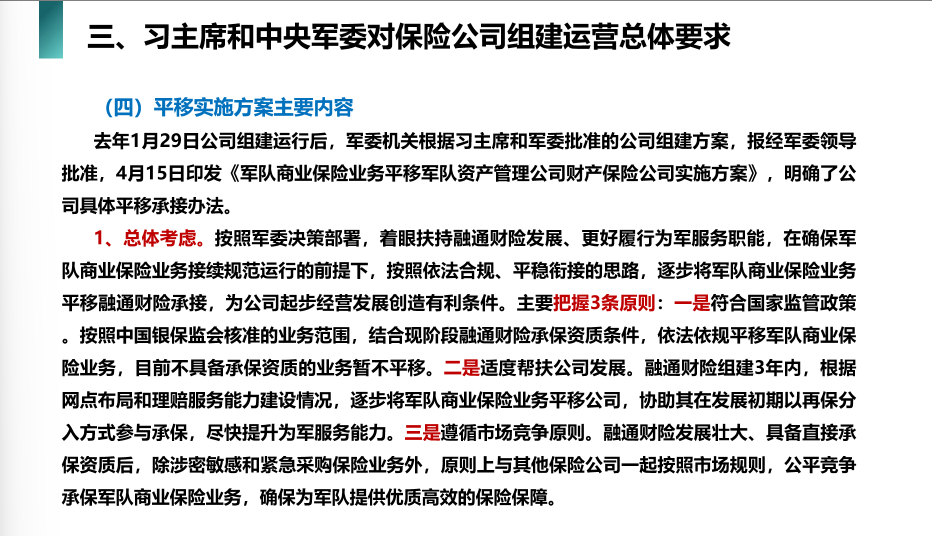 三、习主席和中央军委对保险公司组建运营总体要求
（四）平移实施方案主要内容
去年1月29日公司组建运行后，军委机关根据习主席和军委批准的公司组建方案，报经军委领导
批准，4月15日印发《军队商业保险业务平移军队资产管理公司财产保险公司实施方案》，明确了公
司具体平移承接办法。
1、总体考虑。按照军委决策部署，着眼扶持融通财险发展、更好履行为军服务职能，在确保军
队商业保险业务接续规范运行的前提下，按照依法合规、平稳衔接的思路，逐步将军队商业保险业务
平移融通财险承接，为公司起步经营发展创造有利条件。主要把握3条原则：一是符合国家监管政策
。按照中国银保监会核准的业务范围，结合现阶段融通财险承保资质条件，依法依规平移军队商业保
险业务，目前不具备承保资质的业务暂不平移。二是适度帮扶公司发展。融通财险组建3年内，根据
网点布局和理赔服务能力建设情况，逐步将军队商业保险业务平移公司，协助其在发展初期以再保分
入方式参与承保，尽快提升为军服务能力。三是遵循市场竞争原则。融通财险发展壮大、具备直接承
保资质后，除涉密敏感和紧急采购保险业务外，原则上与其他保险公司一起按照市场规则，公平竞争
承保军队商业保险业务，确保为军队提供优质高效的保险保障。